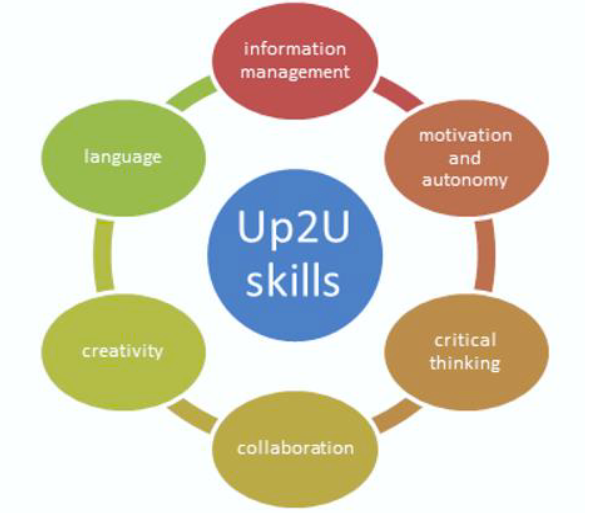 information
management
motivation
and
autonomy
critical
thinking
collaboration
creativity
language
Up2U
skills